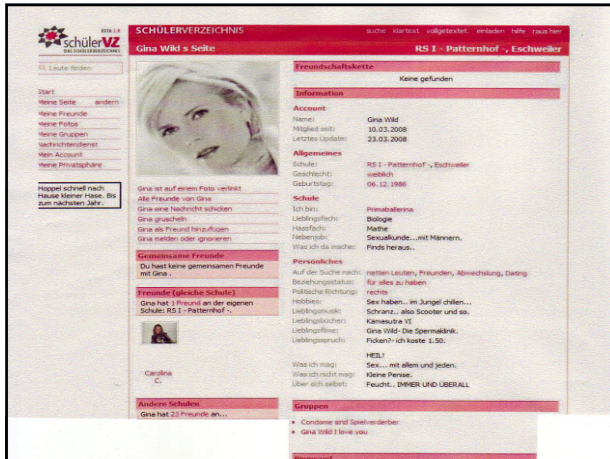 BETA 2.0
schülerVZ
DAS SCHÜLERVERZEICHNIS
SCHÜLERVERZEICHNIS
suche klartext vollgetextet einladen hilfe raus hier
Gina Wild s Seite
RS I - Patternhof -, Eschweiler
Leute finden
Start
Meine Seite ändern
Meine Freunde
Meine Fotos
Meine Gruppen
Nachrichtendienst
Mein Account
Meine Privatsphäre
Hoppel schnell nach
Hause kleiner Hase. Bis
zum nächsten Jahr.
Gina ist auf einem Foto verlinkt
Alle Freunde von Gina
Gina eine Nachricht schicken
Gina gruscheln
Gina als Freund hinzufügen
Gina melden oder ignorieren
Gemeinsame Freunde
Du hast keine gemeinsamen Freunde
mit Gina .
Freunde (gleiche Schule)
Gina hat 1 Freund an der eigenen
Schule: RS I - Patternhof -.
Carolina
C.
Andere Schulen
Gina hat 23 Freunde an...
Freundschaftskette
Keine gefunden
Information
Account
Name: Gina Wild
Mitglied seit: 10.03.2008
Letztes Update: 23.03.2008
Allgemeines
Schule: RS I - Patternhof -, Eschweiler
Geschlecht: weiblich
Geburtstag: 06.12.1986
Schule
Ich bin: Primaballerina
Lieblingsfach: Biologie
Hassfach: Mathe
Nebenjob: Sexualkunde...mit Männern.
Was ich da mache: Finds heraus..
Persönliches
Auf der Suche nach: netten Leuten, Freunden, Abwechslung, Dating
Beziehungsstatus: für alles zu haben
Politische Richtung: rechts
Hobbies: Sex haben.. im Jungel chillen...
Lieblingsmusik: Schranz.. also Scooter und so.
Lieblingsbücher: Kamasutra VI
Lieblingsfilme: Gina Wild- Die Spermaklinik.
Lieblingsspruch: Ficken?- ich koste 1.50.
HEIL!
Was ich mag: Sex... mit allem und jeden.
Was ich nicht mag: Kleine Penise.
Über sich selbst: Feucht.. IMMER UND ÜBERALL
Gruppen
Condome sind Spielverderber
Gina Wild I love you